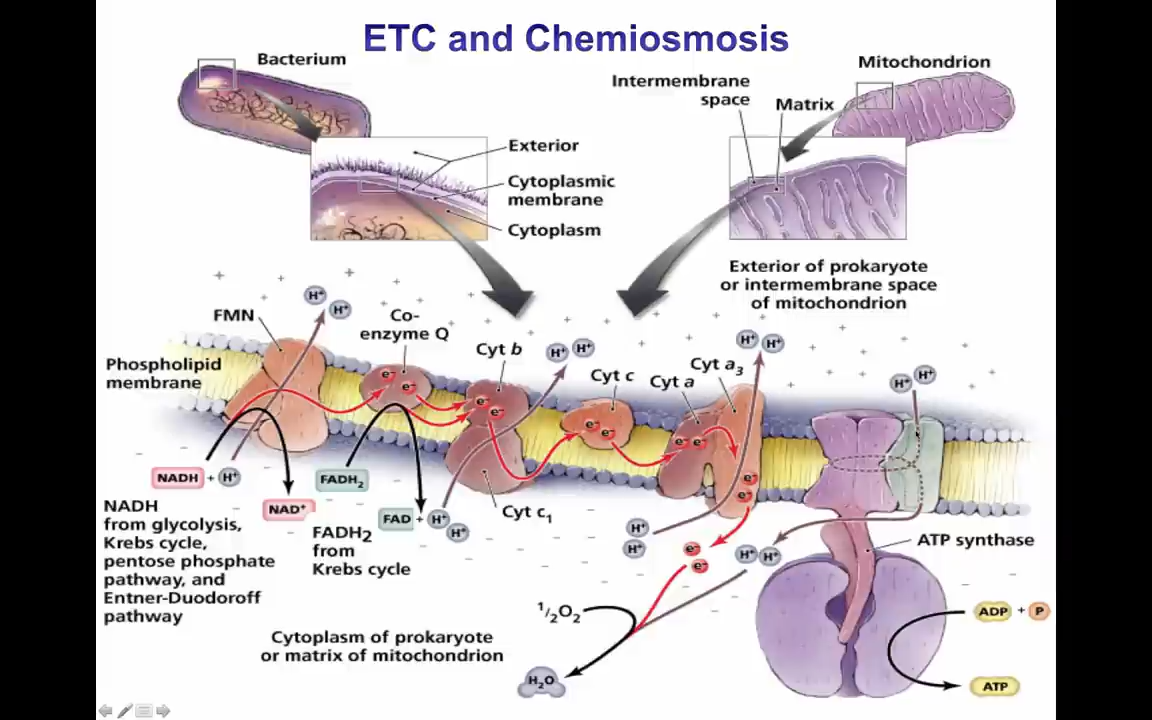 ETC and Chemiosmosis
Bacterium
Mitochondrion
Intermembrane
space
Matrix
Exterior
Cytoplasmic
membrane
Cytoplasm
Exterior of prokaryote
or intermembrane space
of mitochondrion
FMN
H+
H+
Co-
enzyme Q
Cyt b
H+
H+
Cyt c
Cyt a
Cyt a3
H+
H+
H+
H+
Phospholipid
membrane
e-
e-
e-
e-
e-
e-
e-
e-
e-
e-
NADH + H+
NAD+
FADH2
FAD + H+
H+
Cyt c1
NADH
from glycolysis,
Krebs cycle,
pentose phosphate
pathway, and
Entner-Duodoroff
pathway
FADH2
from
Krebs cycle
H+
H+
e-
e-
H+
H+
ATP synthase
1/2O2
ADP + P
Cytoplasm of prokaryote
or matrix of mitochondrion
H2O
ATP